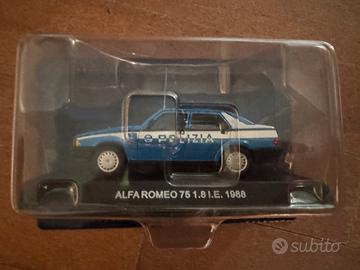 POLIZIA
ALFA ROMEO 75 1.8 I.E. 1988
subito